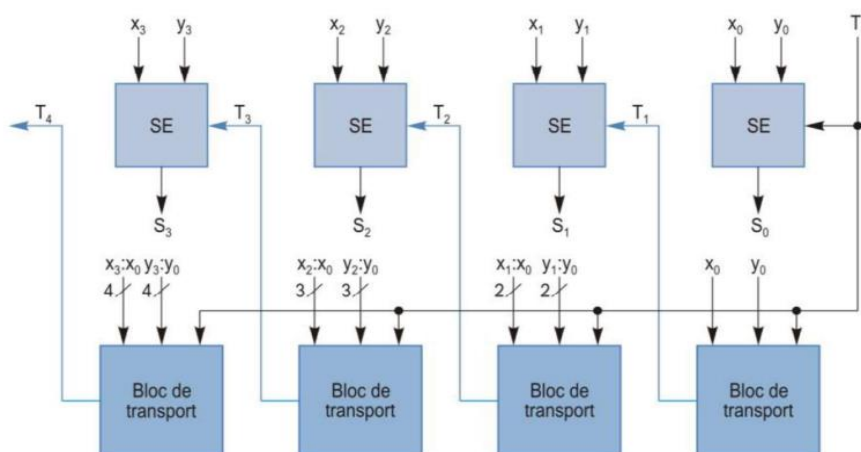 x₃ y₃ x₂ y₂ x₁ y₁ x₀ y₀ T
T₄ SE T₃ SE T₂ SE T₁ SE
S₃ S₂ S₁ S₀
x₃:x₀ y₃:y₀ x₂:x₀ y₂:y₀ x₁:x₀ y₁:y₀ x₀ y₀
4 4 3 3 2 2
Bloc de Bloc de Bloc de Bloc de
transport transport transport transport